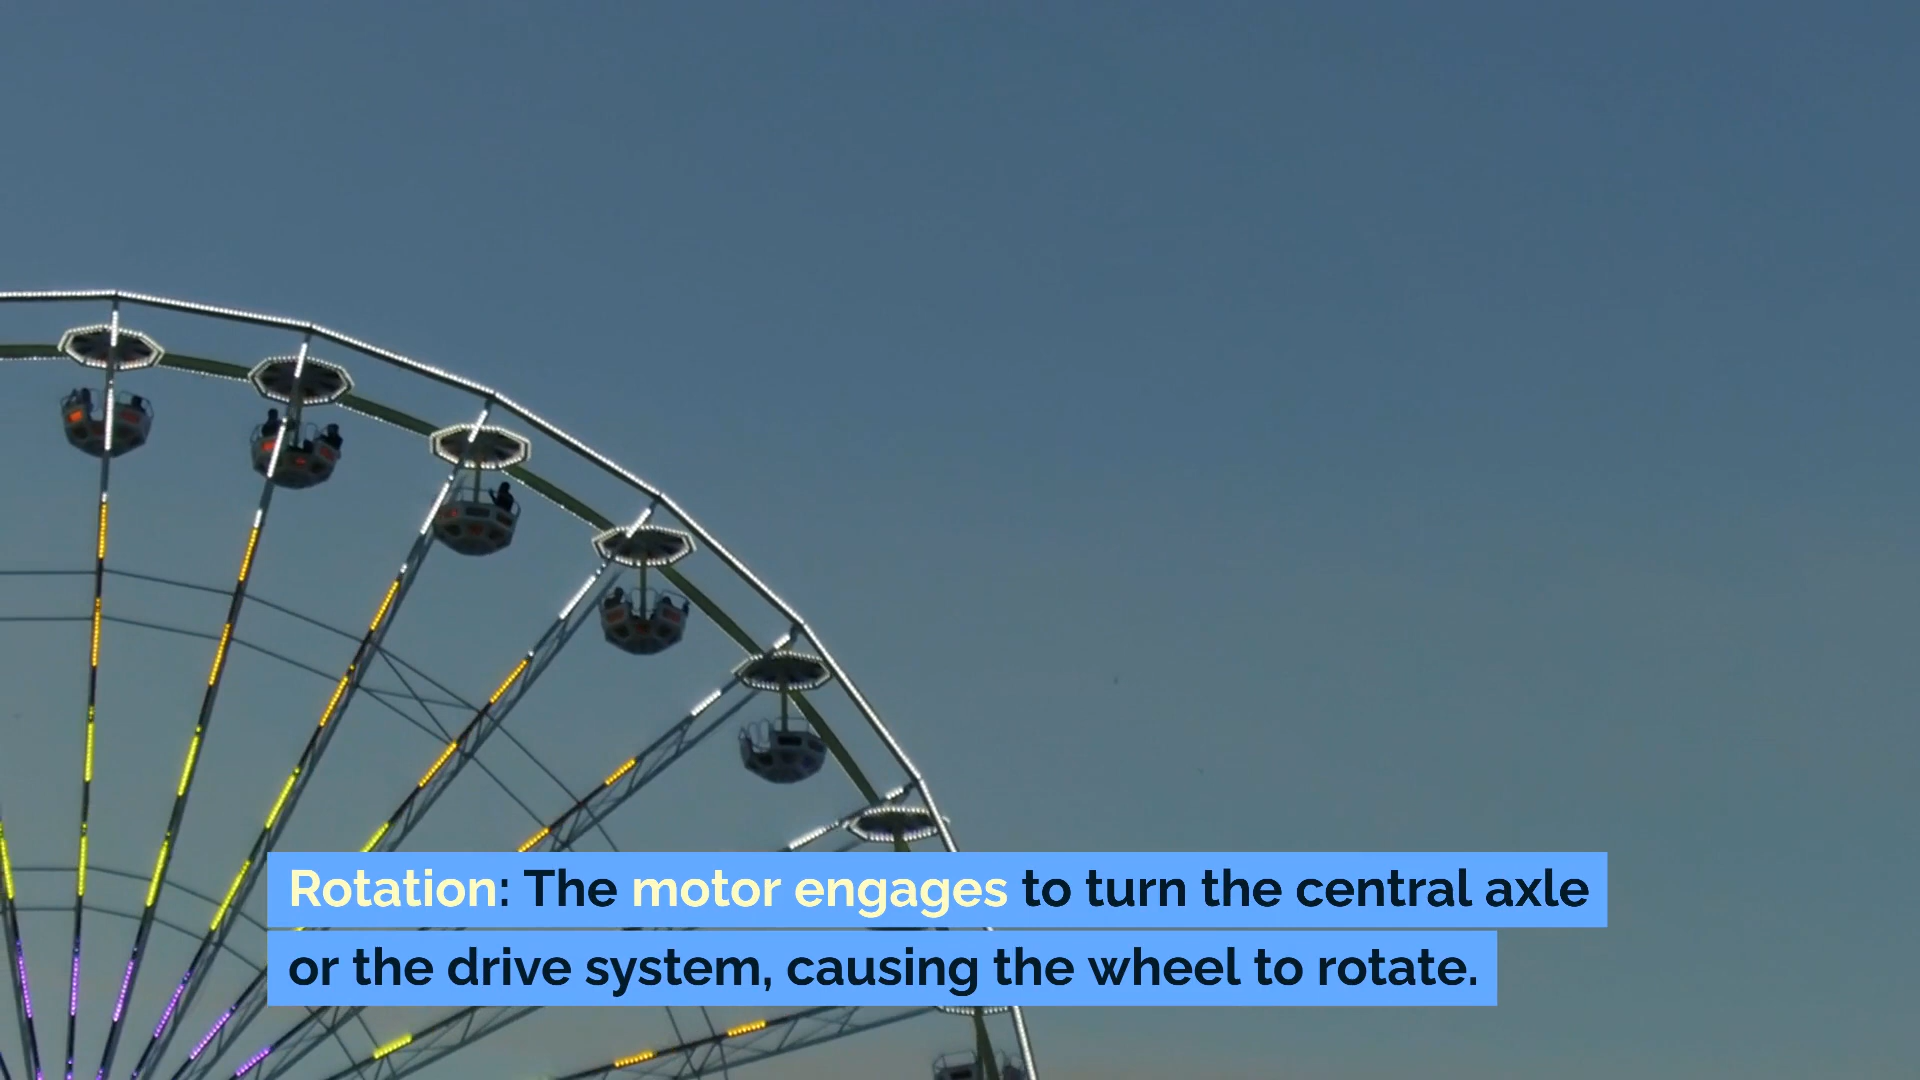 Rotation: The motor engages to turn the central axle
or the drive system, causing the wheel to rotate.